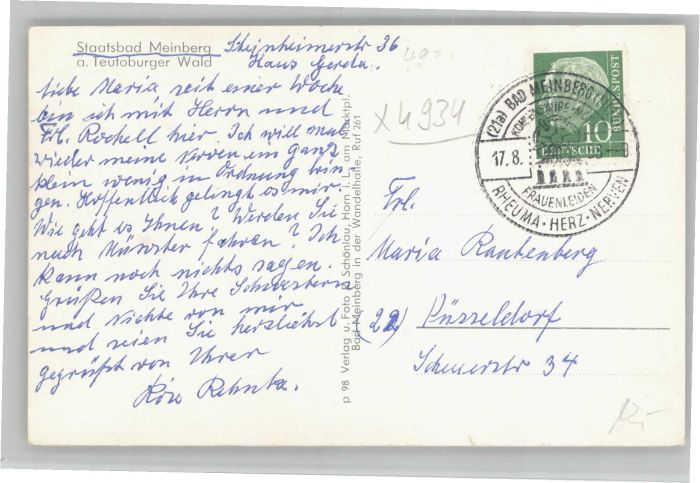 Staatsbad Meinberg
a. Teutoburger Wald
Steinheimerstr 36
Haus Gerda.
Liebe Maria seit einer Woche
bin ich mit Herrn und
Frl. Rochell hier. Ich will mal
wieder meine Nerven ein ganz
klein wenig in Ordnung brin
gen. Hoffentlich gelingt es mir.
Wie geht es Ihnen? Werden Sie
nach Münster fahren? Ich
kann noch nichts sagen.
Grüßen Sie Ihre Schwestern
und Nichte von mir
und seien Sie herzlichst
gegrüßt von Ihrer
p 98 Verlag u. Foto A. Schönlau, Horn i. L., am Marktpl.
Bad Meinberg in der Wandelhalle, Ruf 261
X4934
(21a) BAD MEINBERG
17.8.
FRAUENLEIDEN
RHEUMA · HERZ · NERVEN
10
DEUTSCHE
BUNDESPOST
Frl.
Maria Rautenberg
(22) Düsseldorf
Scheuerstr 34